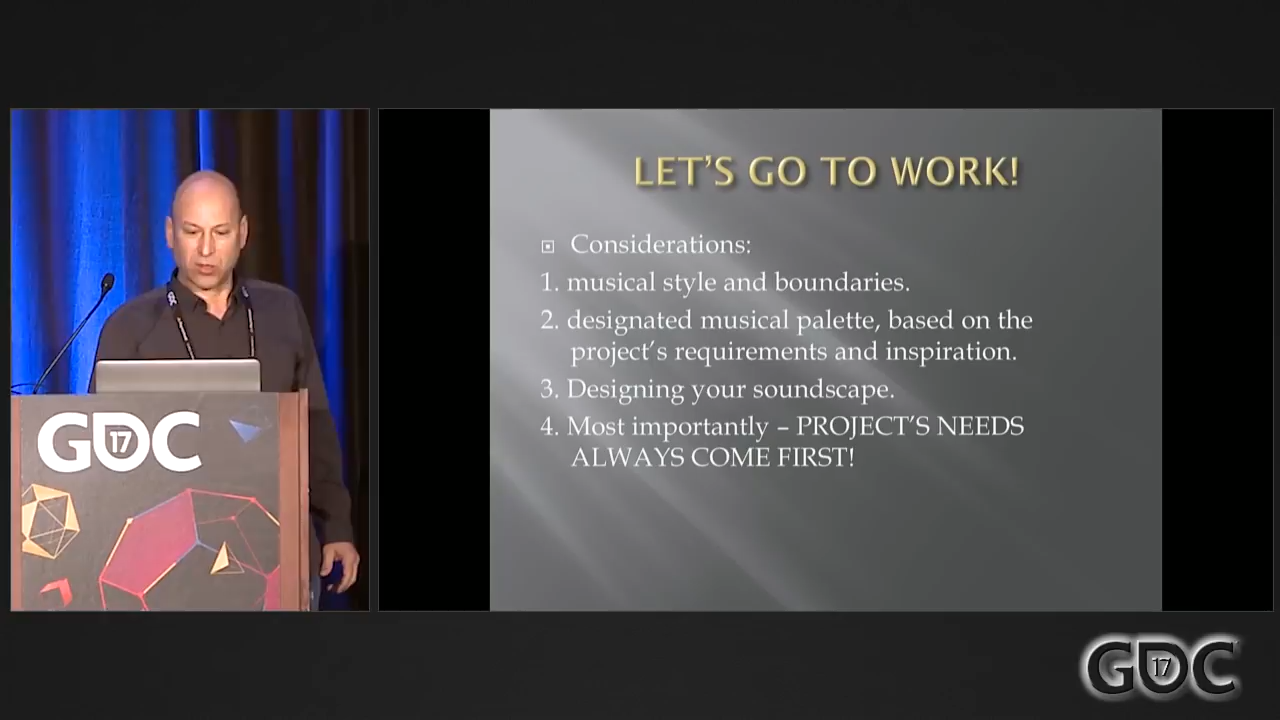 LET'S GO TO WORK!
Considerations:
1. musical style and boundaries.
2. designated musical palette, based on the
project's requirements and inspiration.
3. Designing your soundscape.
4. Most importantly – PROJECT'S NEEDS
ALWAYS COME FIRST!
GDC 17
GDC 17